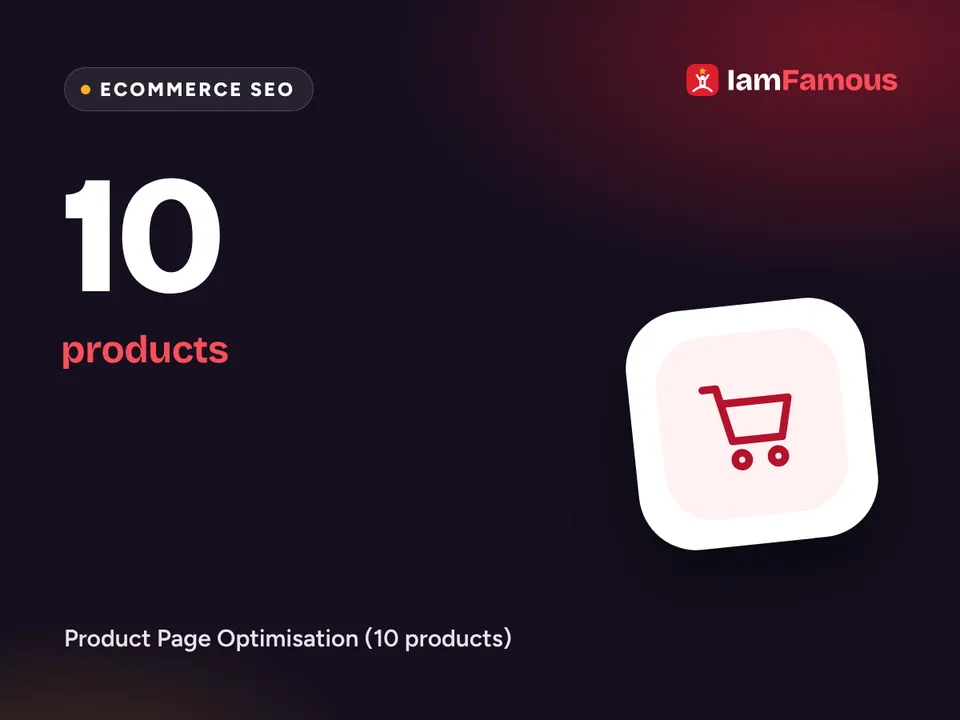 ECOMMERCE SEO
IamFamous
10
products
Product Page Optimisation (10 products)